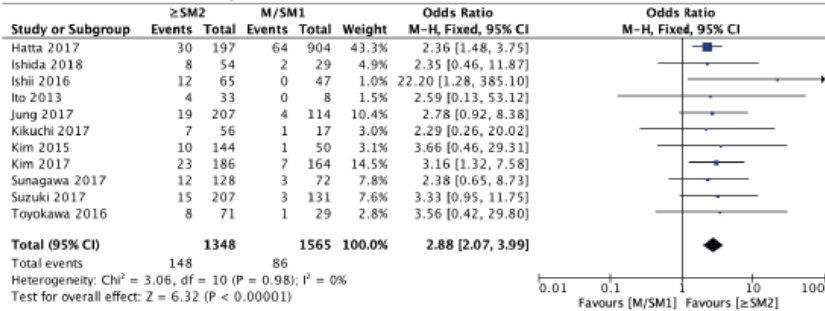 ≥SM2 M/SM1 Odds Ratio Odds Ratio
Study or Subgroup Events Total Events Total Weight M-H, Fixed, 95% CI M-H, Fixed, 95% CI
Hatta 2017 30 197 64 904 43.3% 2.36 [1.48, 3.75]
Ishida 2018 8 54 2 29 4.9% 2.35 [0.46, 11.87]
Ishii 2016 12 65 0 47 1.0% 22.20 [1.28, 385.10]
Ito 2013 4 33 0 8 1.5% 2.59 [0.13, 53.12]
Jung 2017 19 207 4 114 10.4% 2.78 [0.92, 8.38]
Kikuchi 2017 7 56 1 17 3.0% 2.29 [0.26, 20.02]
Kim 2015 10 144 1 50 3.1% 3.66 [0.46, 29.31]
Kim 2017 23 186 7 164 14.5% 3.16 [1.32, 7.58]
Sunagawa 2017 12 128 3 72 7.8% 2.38 [0.65, 8.73]
Suzuki 2017 15 207 3 131 7.6% 3.33 [0.95, 11.75]
Toyokawa 2016 8 71 1 29 2.8% 3.56 [0.42, 29.80]
Total (95% CI) 1348 1565 100.0% 2.88 [2.07, 3.99]
Total events 148 86
Heterogeneity: Chi² = 3.06, df = 10 (P = 0.98); I² = 0%
Test for overall effect: Z = 6.32 (P < 0.00001)
0.01 0.1 1 10 100
Favours [M/SM1] Favours [≥SM2]